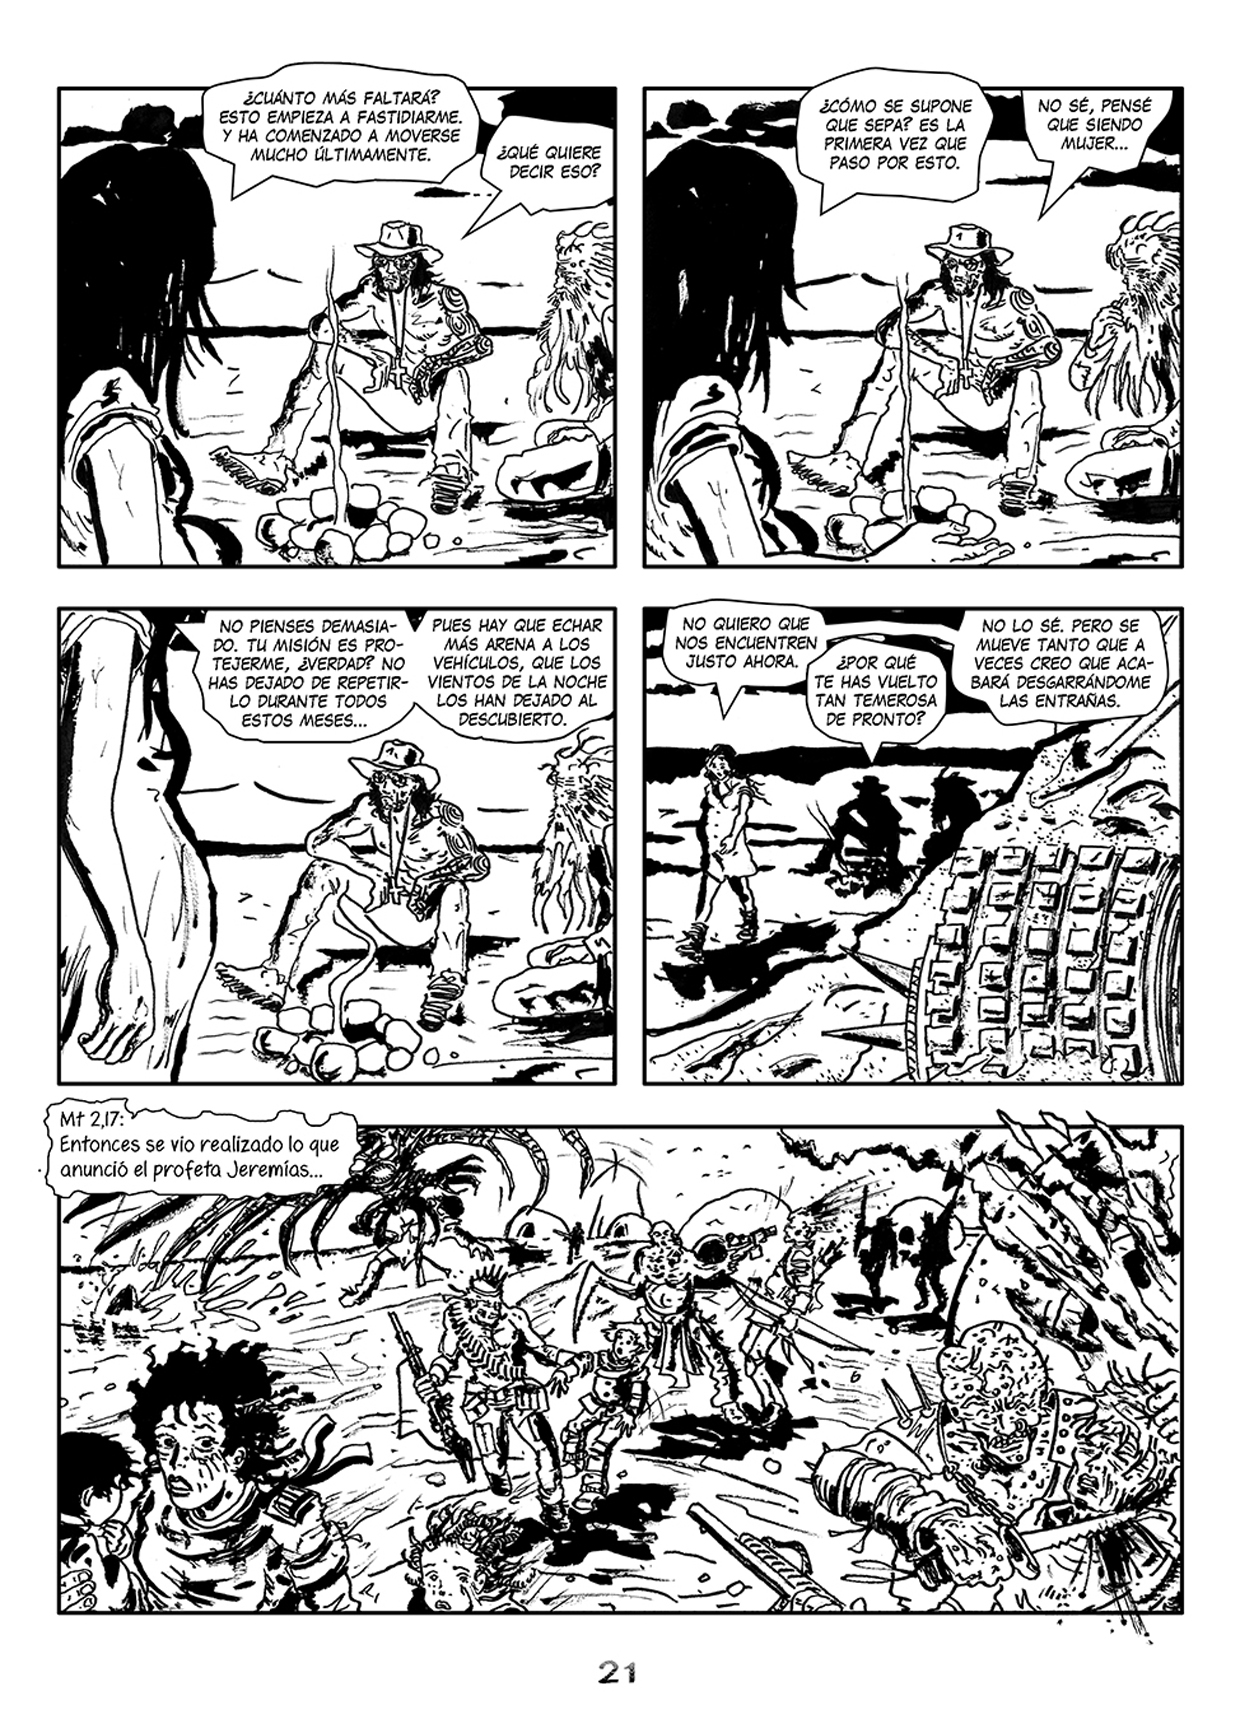 ¿CUÁNTO MÁS FALTARÁ?
ESTO EMPIEZA A FASTIDIARME.
Y HA COMENZADO A MOVERSE
MUCHO ÚLTIMAMENTE.
¿QUÉ QUIERE
DECIR ESO?
¿CÓMO SE SUPONE
QUE SEPA? ES LA
PRIMERA VEZ QUE
PASO POR ESTO.
NO SÉ, PENSÉ
QUE SIENDO
MUJER...
NO PIENSES DEMASIA-
DO. TU MISIÓN ES PRO-
TEJERME, ¿VERDAD? NO
HAS DEJADO DE REPETIR-
LO DURANTE TODOS
ESTOS MESES...
PUES HAY QUE ECHAR
MÁS ARENA A LOS
VEHÍCULOS, QUE LOS
VIENTOS DE LA NOCHE
LOS HAN DEJADO AL
DESCUBIERTO.
NO QUIERO QUE
NOS ENCUENTREN
JUSTO AHORA.
¿POR QUÉ
TE HAS VUELTO
TAN TEMEROSA
DE PRONTO?
NO LO SÉ. PERO SE
MUEVE TANTO QUE A
VECES CREO QUE ACA-
BARÁ DESGARRÁNDOME
LAS ENTRAÑAS.
Mt 2,17:
Entonces se vio realizado lo que
anunció el profeta Jeremías...
21